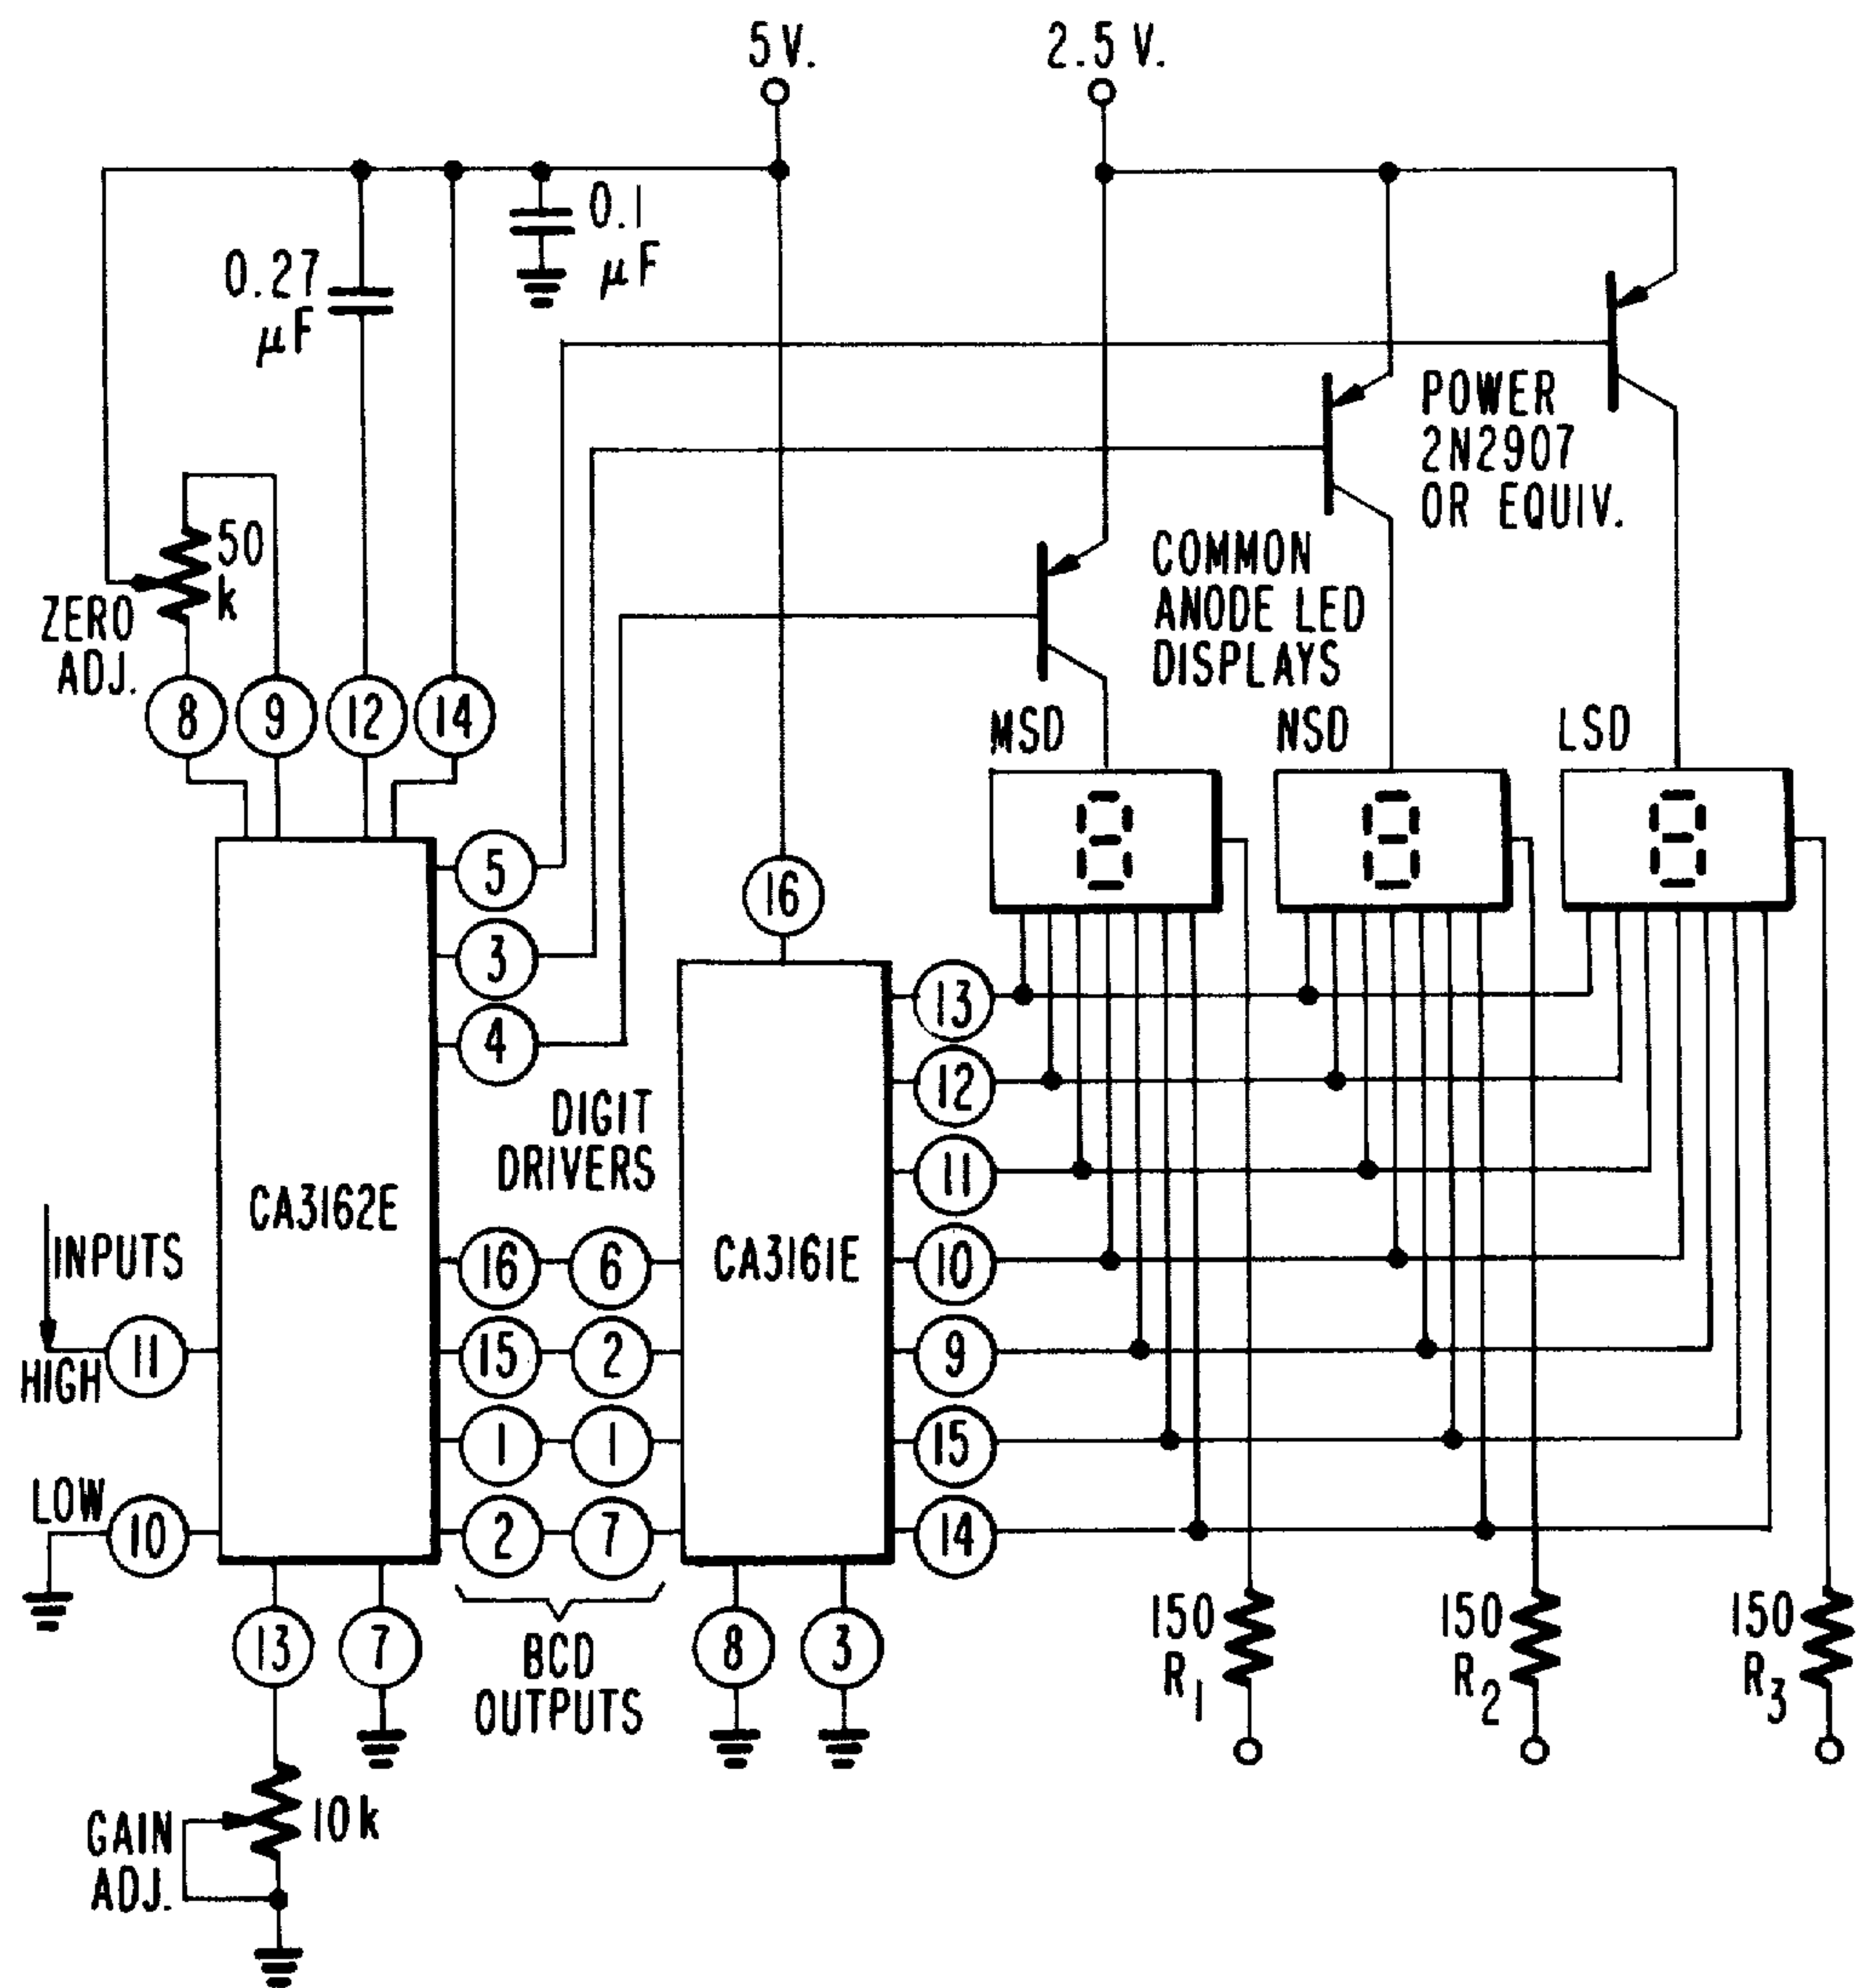 5 V.
2.5 V.
0.1
μF
0.27
μF
POWER
2N2907
OR EQUIV.
50
k
ZERO
ADJ.
COMMON
ANODE LED
DISPLAYS
8
9
12
14
MSD
NSD
LSD
8
8
8
5
3
4
16
13
12
11
10
9
15
14
DIGIT
DRIVERS
CA3162E
CA3161E
INPUTS
HIGH
11
LOW
10
16
6
15
2
1
1
2
7
13
7
BCD
OUTPUTS
8
3
150
R1
150
R2
150
R3
GAIN
ADJ.
10k